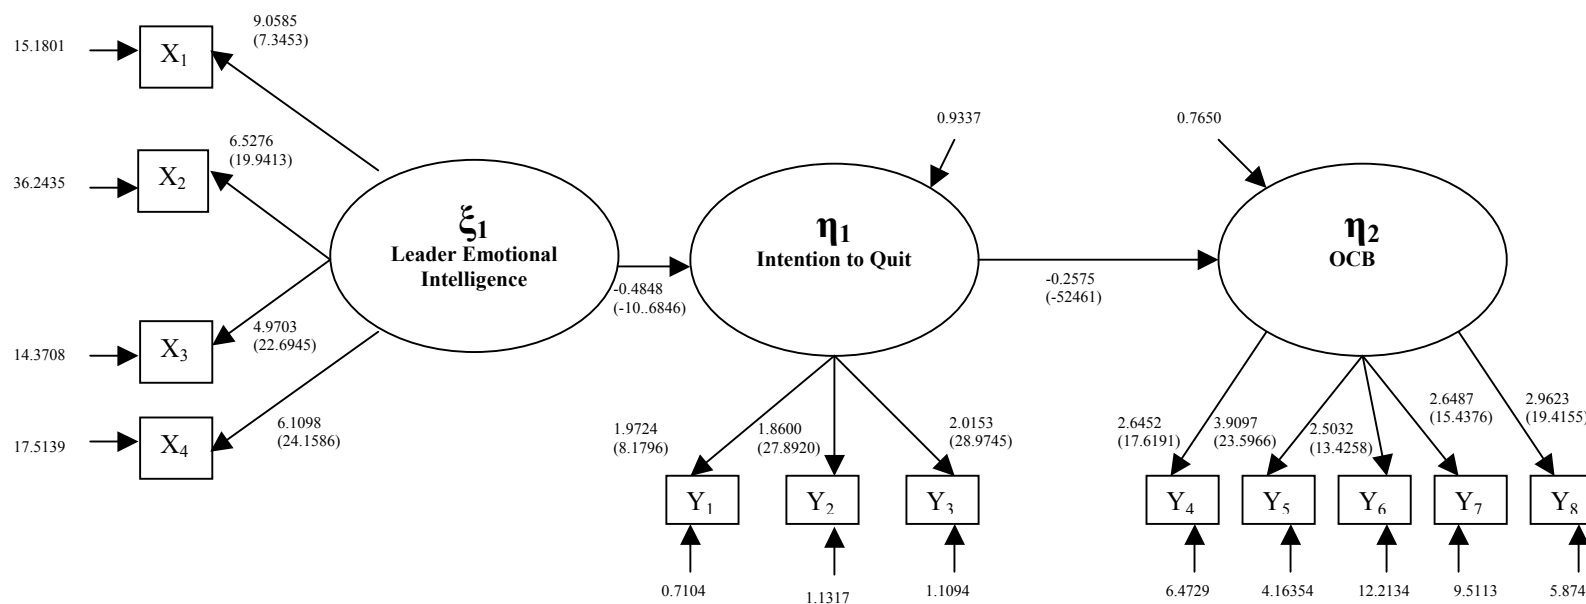 9.0585
(7.3453)
15.1801
X1
0.9337
0.7650
6.5276
(19.9413)
36.2435
X2
ξ1
Leader Emotional
Intelligence
η1
Intention to Quit
η2
OCB
-0.4848
(-10..6846)
-0.2575
(-52461)
4.9703
(22.6945)
14.3708
X3
6.1098
(24.1586)
17.5139
X4
1.9724
(8.1796)
1.8600
(27.8920)
2.0153
(28.9745)
2.6452
(17.6191)
3.9097
(23.5966)
2.5032
(13.4258)
2.6487
(15.4376)
2.9623
(19.4155)
Y1
Y2
Y3
Y4
Y5
Y6
Y7
Y8
0.7104
1.1317
1.1094
6.4729
4.16354
12.2134
9.5113
5.874